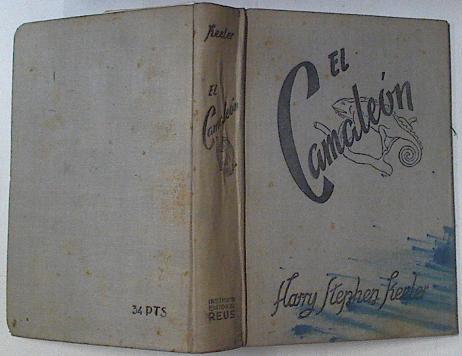 34 PTS
Keeler
El
Camaleón
INSTITUTO
EDITORIAL
REUS
EL
Camaleón
Harry Stephen Keeler